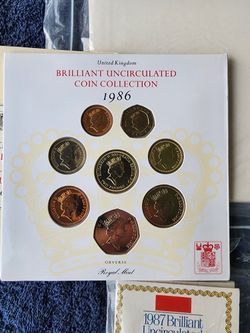 United Kingdom
BRILLIANT UNCIRCULATED
COIN COLLECTION
1986
OBVERSE
Royal Mint
1987 Brilliant
Uncirculated